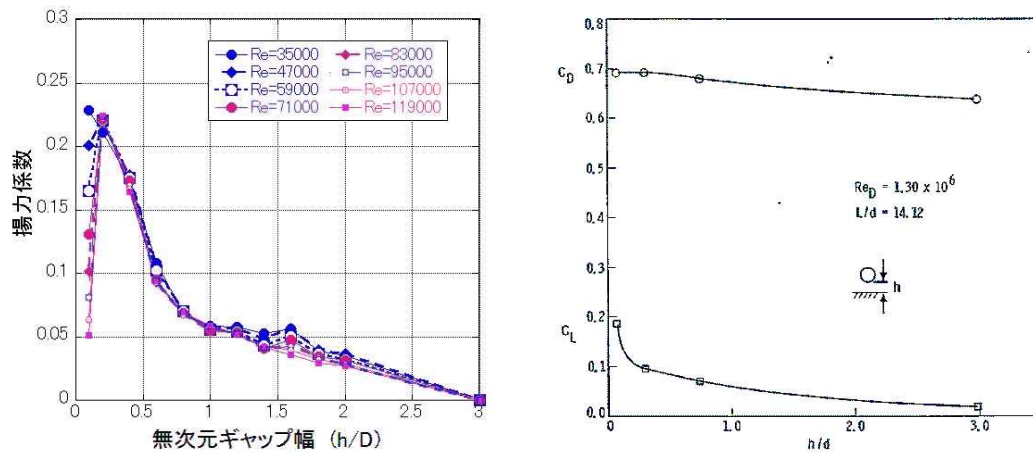 0.3
0.25
0.2
0.15
0.1
0.05
0
揚力係数
Re=35000
Re=47000
Re=59000
Re=71000
Re=83000
Re=95000
Re=107000
Re=119000
0 0.5 1 1.5 2 2.5 3
無次元ギャップ幅 (h/D)
0.8
C_D
0.7
0.6
0.5
0.4
0.3
0.2
C_L
0.1
0.0
Re_D = 1.30 x 10^6
L/d = 14.12
h
0 1.0 2.0 3.0
h/d